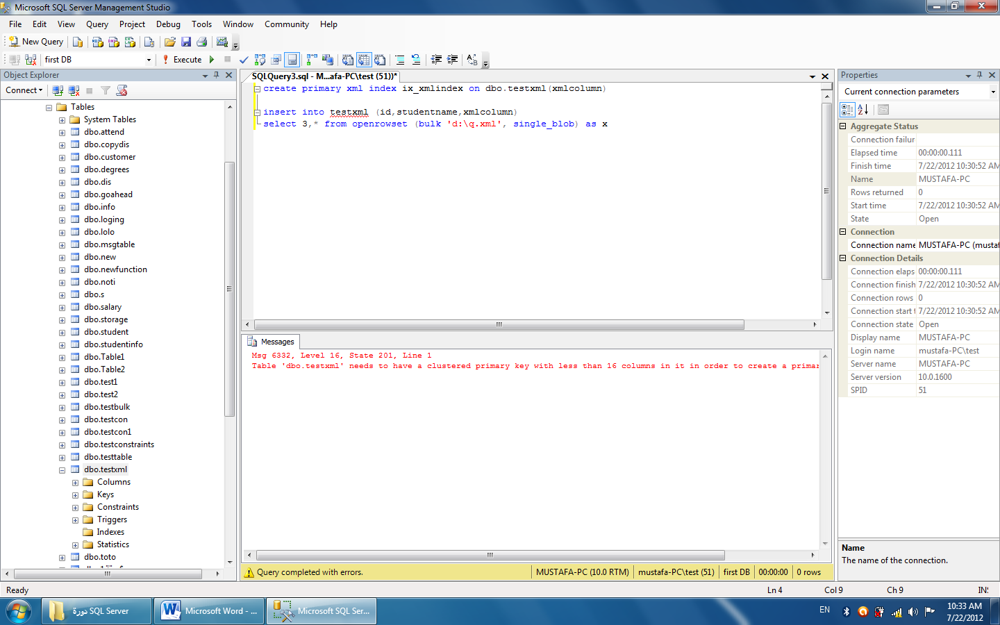 Microsoft SQL Server Management Studio
File Edit View Query Project Debug Tools Window Community Help
New Query
first DB Execute
Object Explorer
Connect
Tables
System Tables
dbo.attend
dbo.copydis
dbo.customer
dbo.degrees
dbo.dis
dbo.goahead
dbo.info
dbo.loging
dbo.lolo
dbo.msgtable
dbo.new
dbo.newfunction
dbo.noti
dbo.s
dbo.salary
dbo.storage
dbo.student
dbo.studentinfo
dbo.Table1
dbo.Table2
dbo.test1
dbo.test2
dbo.testbulk
dbo.testcon
dbo.testcon1
dbo.testconstraints
dbo.testtable
dbo.testxml
Columns
Keys
Constraints
Triggers
Indexes
Statistics
dbo.toto
SQLQuery3.sql - M...afa-PC\test (51))*
create primary xml index ix_xmlindex on dbo.testxml(xmlcolumn)
insert into testxml (id,studentname,xmlcolumn)
select 3,* from openrowset (bulk 'd:\q.xml', single_blob) as x
Messages
Msg 6332, Level 16, State 201, Line 1
Table 'dbo.testxml' needs to have a clustered primary key with less than 16 columns in it in order to create a primar
Query completed with errors. MUSTAFA-PC (10.0 RTM) mustafa-PC\test (51) first DB 00:00:00 0 rows
Properties
Current connection parameters
Aggregate Status
Connection failur
Elapsed time 00:00:00.111
Finish time 7/22/2012 10:30:52 AM
Name MUSTAFA-PC
Rows returned 0
Start time 7/22/2012 10:30:52 AM
State Open
Connection
Connection name MUSTAFA-PC (mustaf
Connection Details
Connection elaps 00:00:00.111
Connection finish 7/22/2012 10:30:52 AM
Connection rows 0
Connection start t 7/22/2012 10:30:52 AM
Connection state Open
Display name MUSTAFA-PC
Login name mustafa-PC\test
Server name MUSTAFA-PC
Server version 10.0.1600
SPID 51
Name
The name of the connection.
Ready Ln 4 Col 9 Ch 9 INS
دورة SQL Server
Microsoft Word - ...
Microsoft SQL Ser...
EN
10:33 AM
7/22/2012